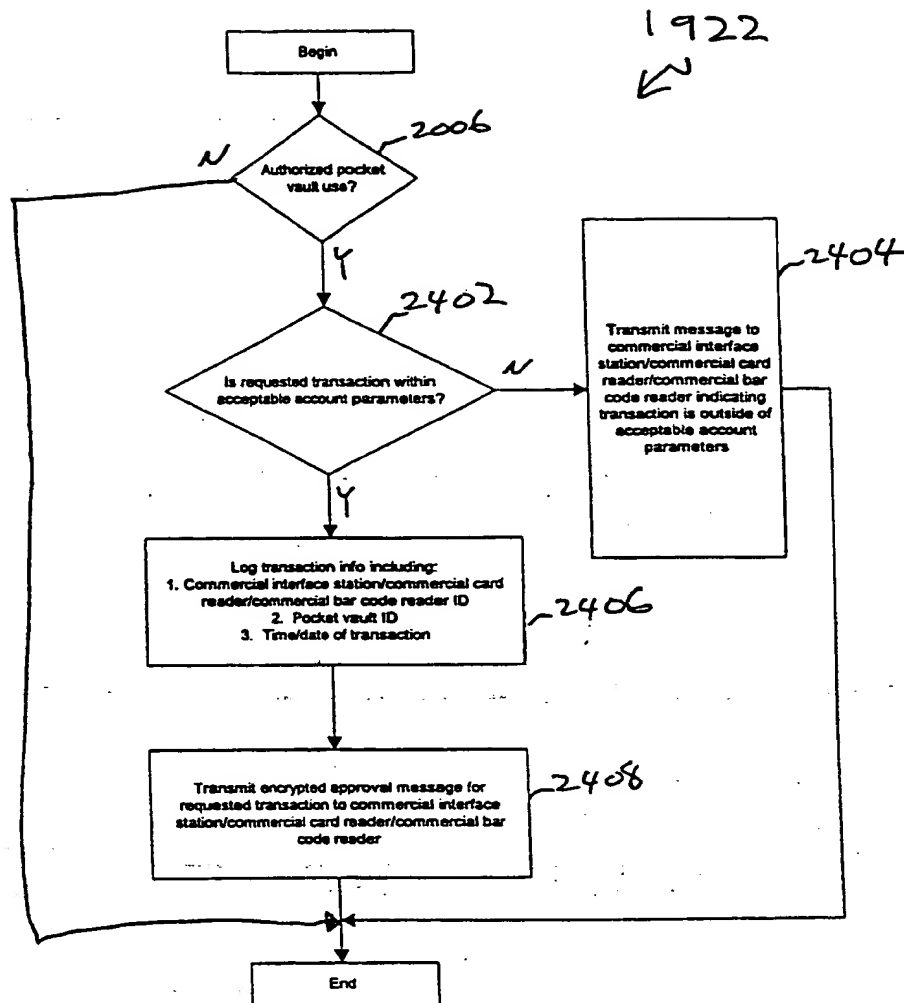 1922
Begin
2006
N
Authorized pocket
vault use?
Y
2402
2404
Transmit message to
commercial interface
station/commercial card
reader/commercial bar
code reader indicating
transaction is outside of
acceptable account
parameters
N
Is requested transaction within
acceptable account parameters?
Y
Log transaction info including:
1. Commercial interface station/commercial card
reader/commercial bar code reader ID
2. Pocket vault ID
3. Time/date of transaction
2406
Transmit encrypted approval message for
requested transaction to commercial interface
station/commercial card reader/commercial bar
code reader
2408
End